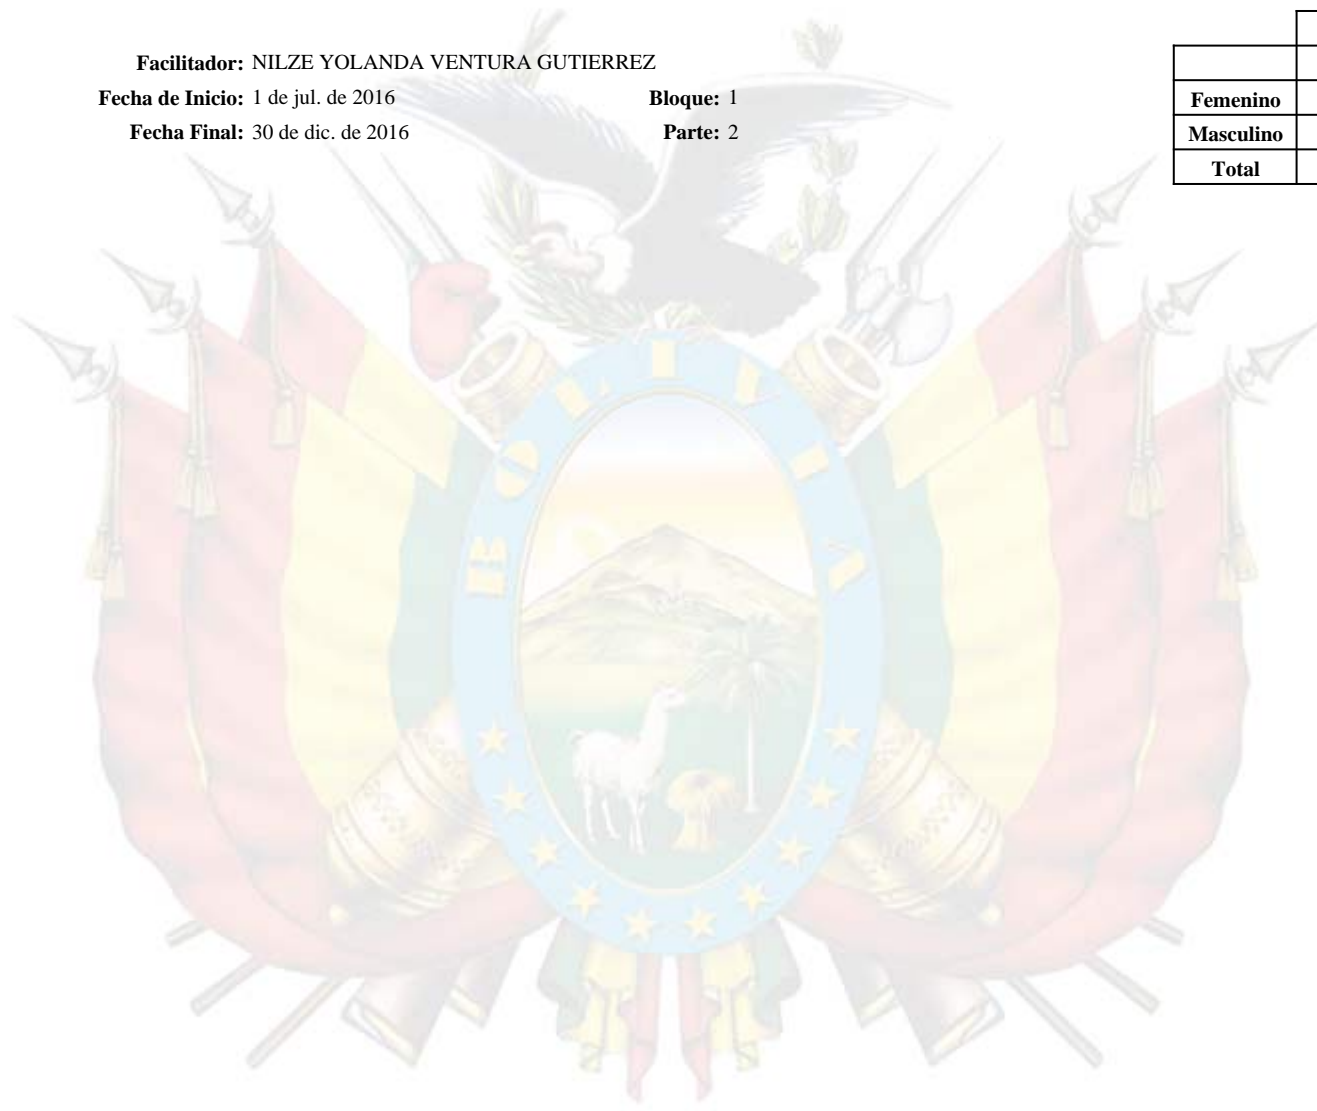 Facilitador: NILZE YOLANDA VENTURA GUTIERREZ
Fecha de Inicio: 1 de jul. de 2016 Bloque: 1
Fecha Final: 30 de dic. de 2016 Parte: 2
Femenino
Masculino
Total
BOLIVIA